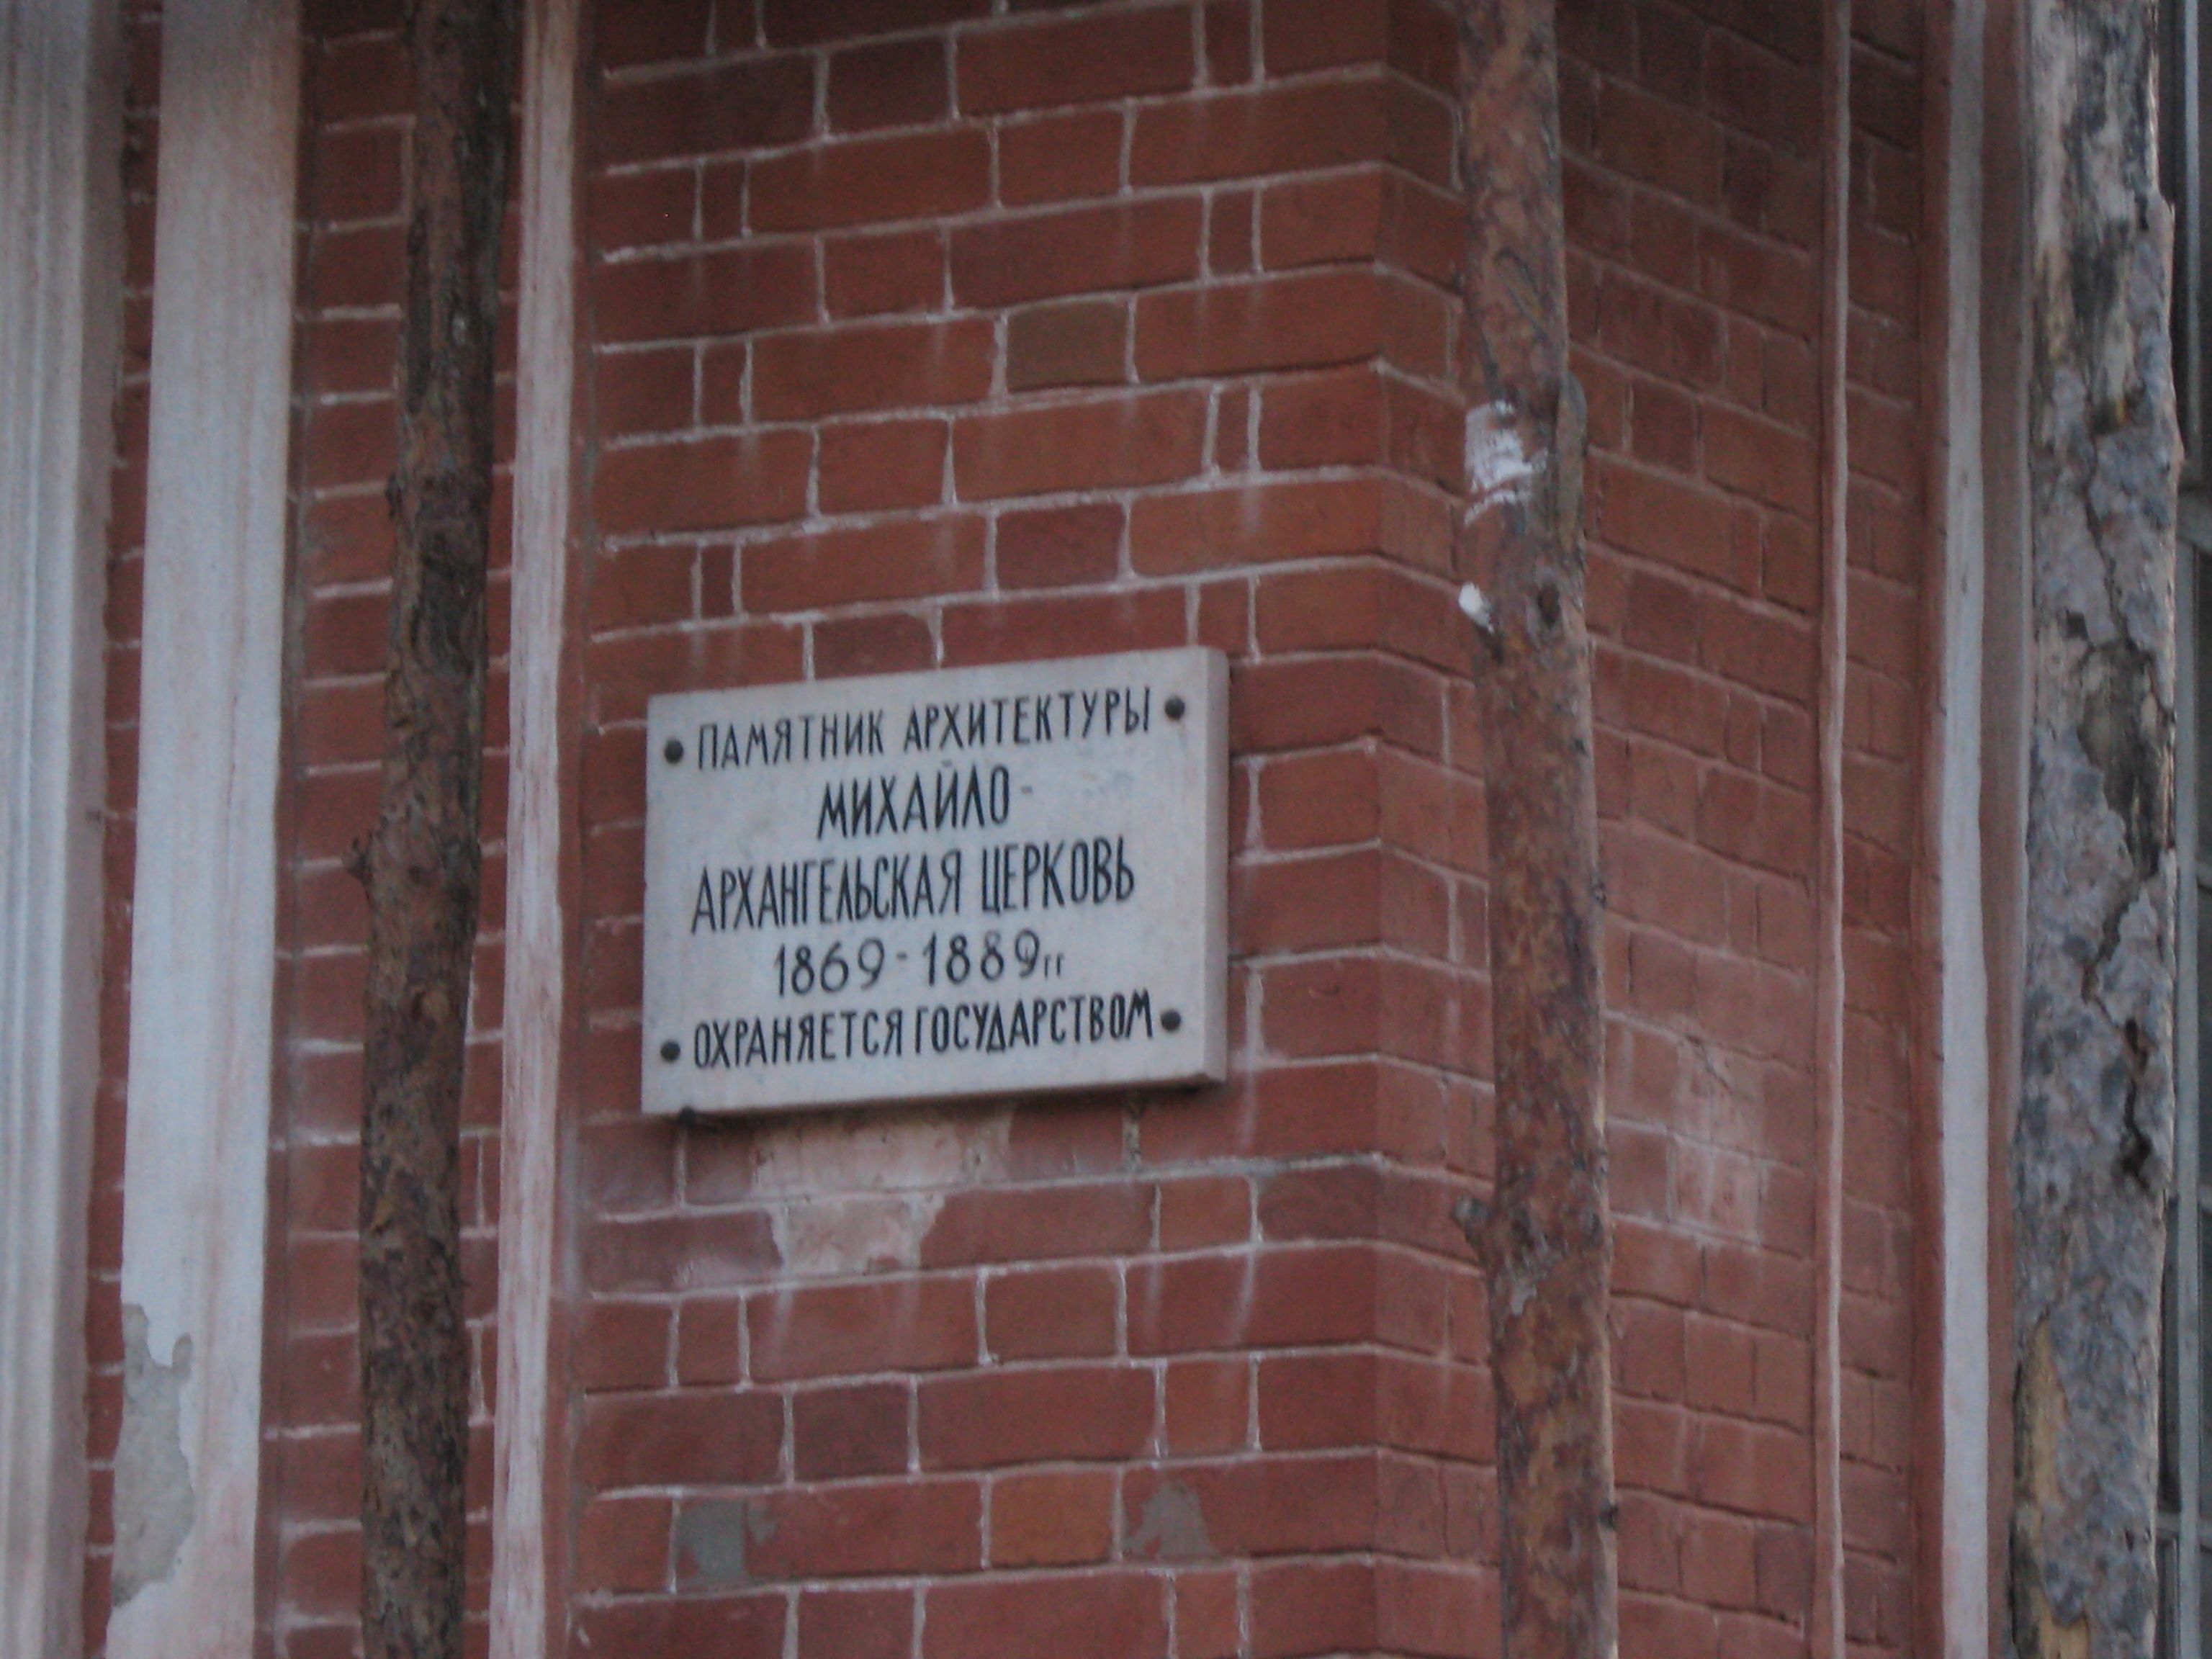 ПАМЯТНИК АРХИТЕКТУРЫ
МИХАЙЛО-
АРХАНГЕЛЬСКАЯ ЦЕРКОВЬ
1869-1889гг
ОХРАНЯЕТСЯ ГОСУДАРСТВОМ